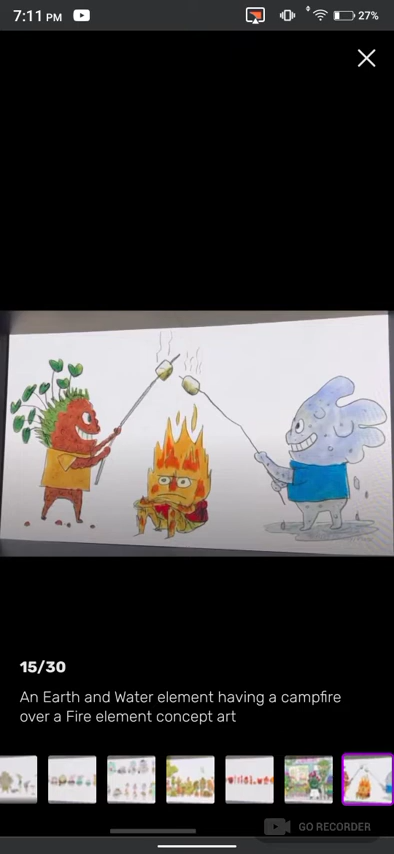 7:11 PM
27%
15/30
An Earth and Water element having a campfire
over a Fire element concept art
GO RECORDER